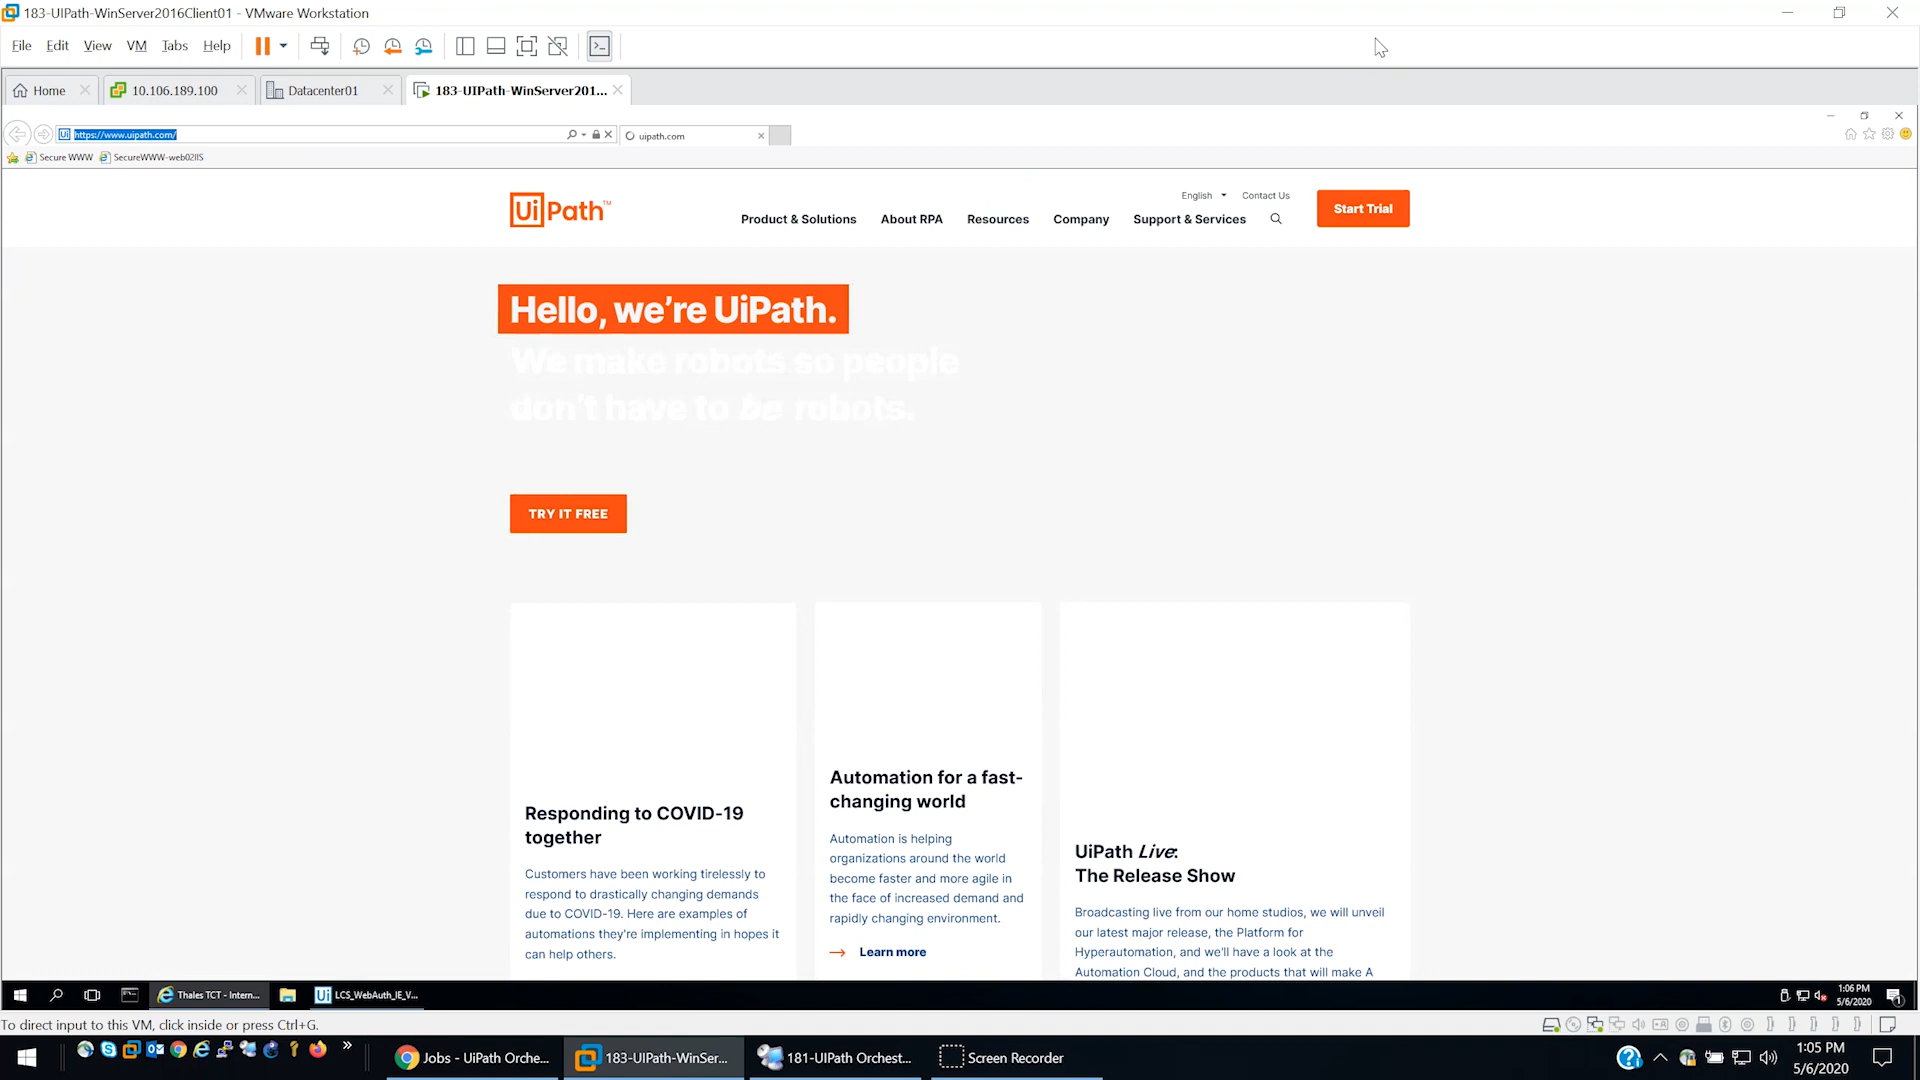 183-UIPath-WinServer2016Client01 - VMware Workstation
File Edit View VM Tabs Help
Home 10.106.189.100 Datacenter01 183-UIPath-WinServer201...
Ui https://www.uipath.com/ uipath.com
Secure WWW SecureWWW-web02IIS
English Contact Us
UiPath™ Product & Solutions About RPA Resources Company Support & Services Start Trial
Hello, we're UiPath.
We make robots so people
don't have to be robots.
TRY IT FREE
Responding to COVID-19
together
Customers have been working tirelessly to
respond to drastically changing demands
due to COVID-19. Here are examples of
automations they're implementing in hopes it
can help others.
Automation for a fast-
changing world
Automation is helping
organizations around the world
become faster and more agile in
the face of increased demand and
rapidly changing environment.
Learn more
UiPath Live:
The Release Show
Broadcasting live from our home studios, we will unveil
our latest major release, the Platform for
Hyperautomation, and we'll have a look at the
Automation Cloud, and the products that will make A
Thales TCT - Intern... Ui LCS_WebAuth_IE_V... 1:06 PM
5/6/2020
To direct input to this VM, click inside or press Ctrl+G.
Jobs - UiPath Orche... 183-UIPath-WinSer... 181-UIPath Orchest... Screen Recorder 1:05 PM
5/6/2020